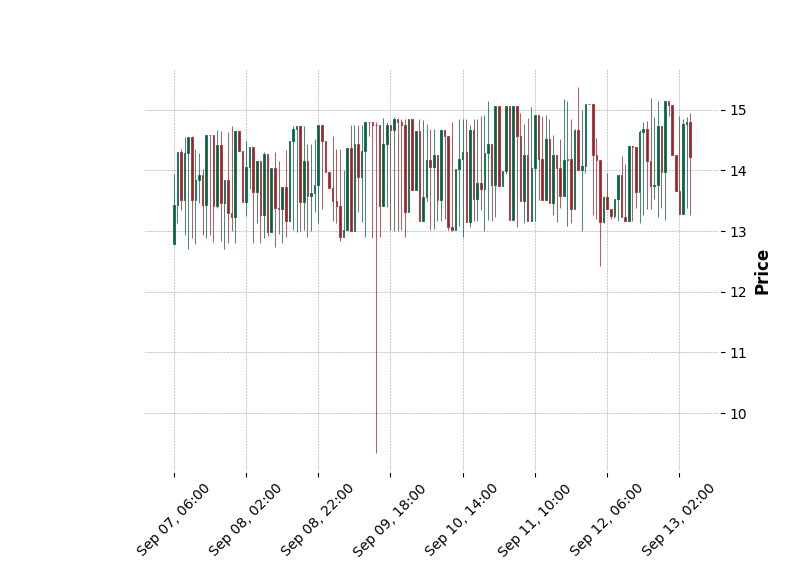 15
14
13
12
11
10
Price
Sep 07, 06:00
Sep 08, 02:00
Sep 08, 22:00
Sep 09, 18:00
Sep 10, 14:00
Sep 11, 10:00
Sep 12, 06:00
Sep 13, 02:00